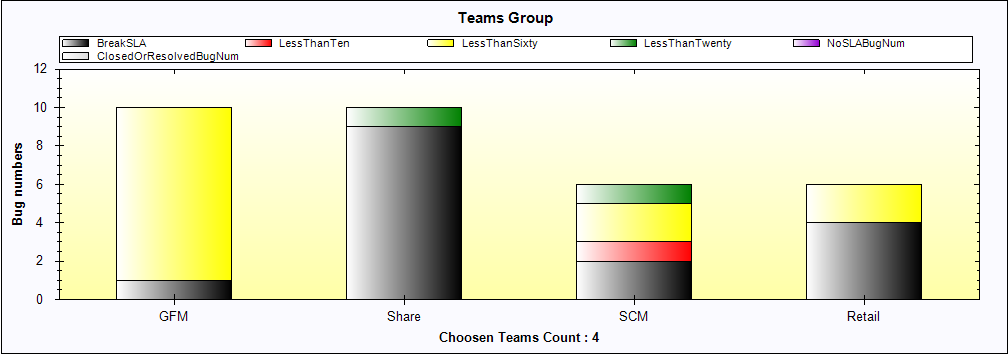 Teams Group
BreakSLA LessThanTen LessThanSixty LessThanTwenty NoSLABugNum
ClosedOrResolvedBugNum
12
10
8
6
4
2
0
Bug numbers
GFM Share SCM Retail
Choosen Teams Count : 4